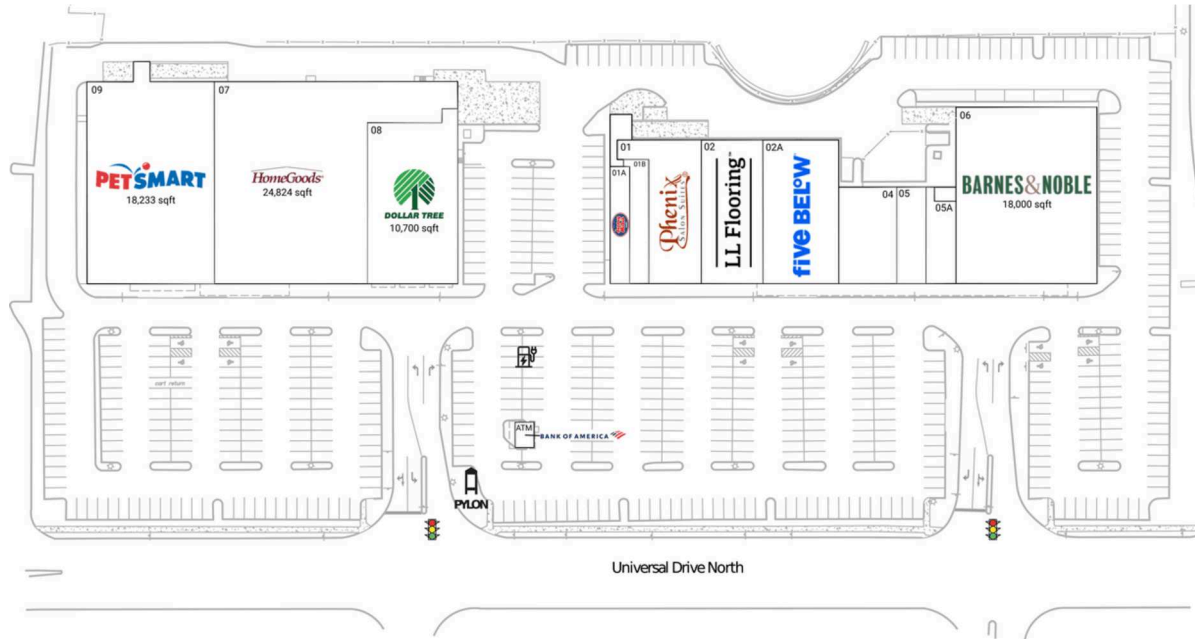 09
07
08
PETSMART
18,233 sqft
HomeGoods
24,824 sqft
DOLLAR TREE
10,700 sqft
01
01A
01B
Phenix
SALON SUITES
02
LL Flooring
02A
five BELOW
04
05
05A
06
BARNES&NOBLE
18,000 sqft
cart return
ATM
BANK OF AMERICA
PYLON
Universal Drive North